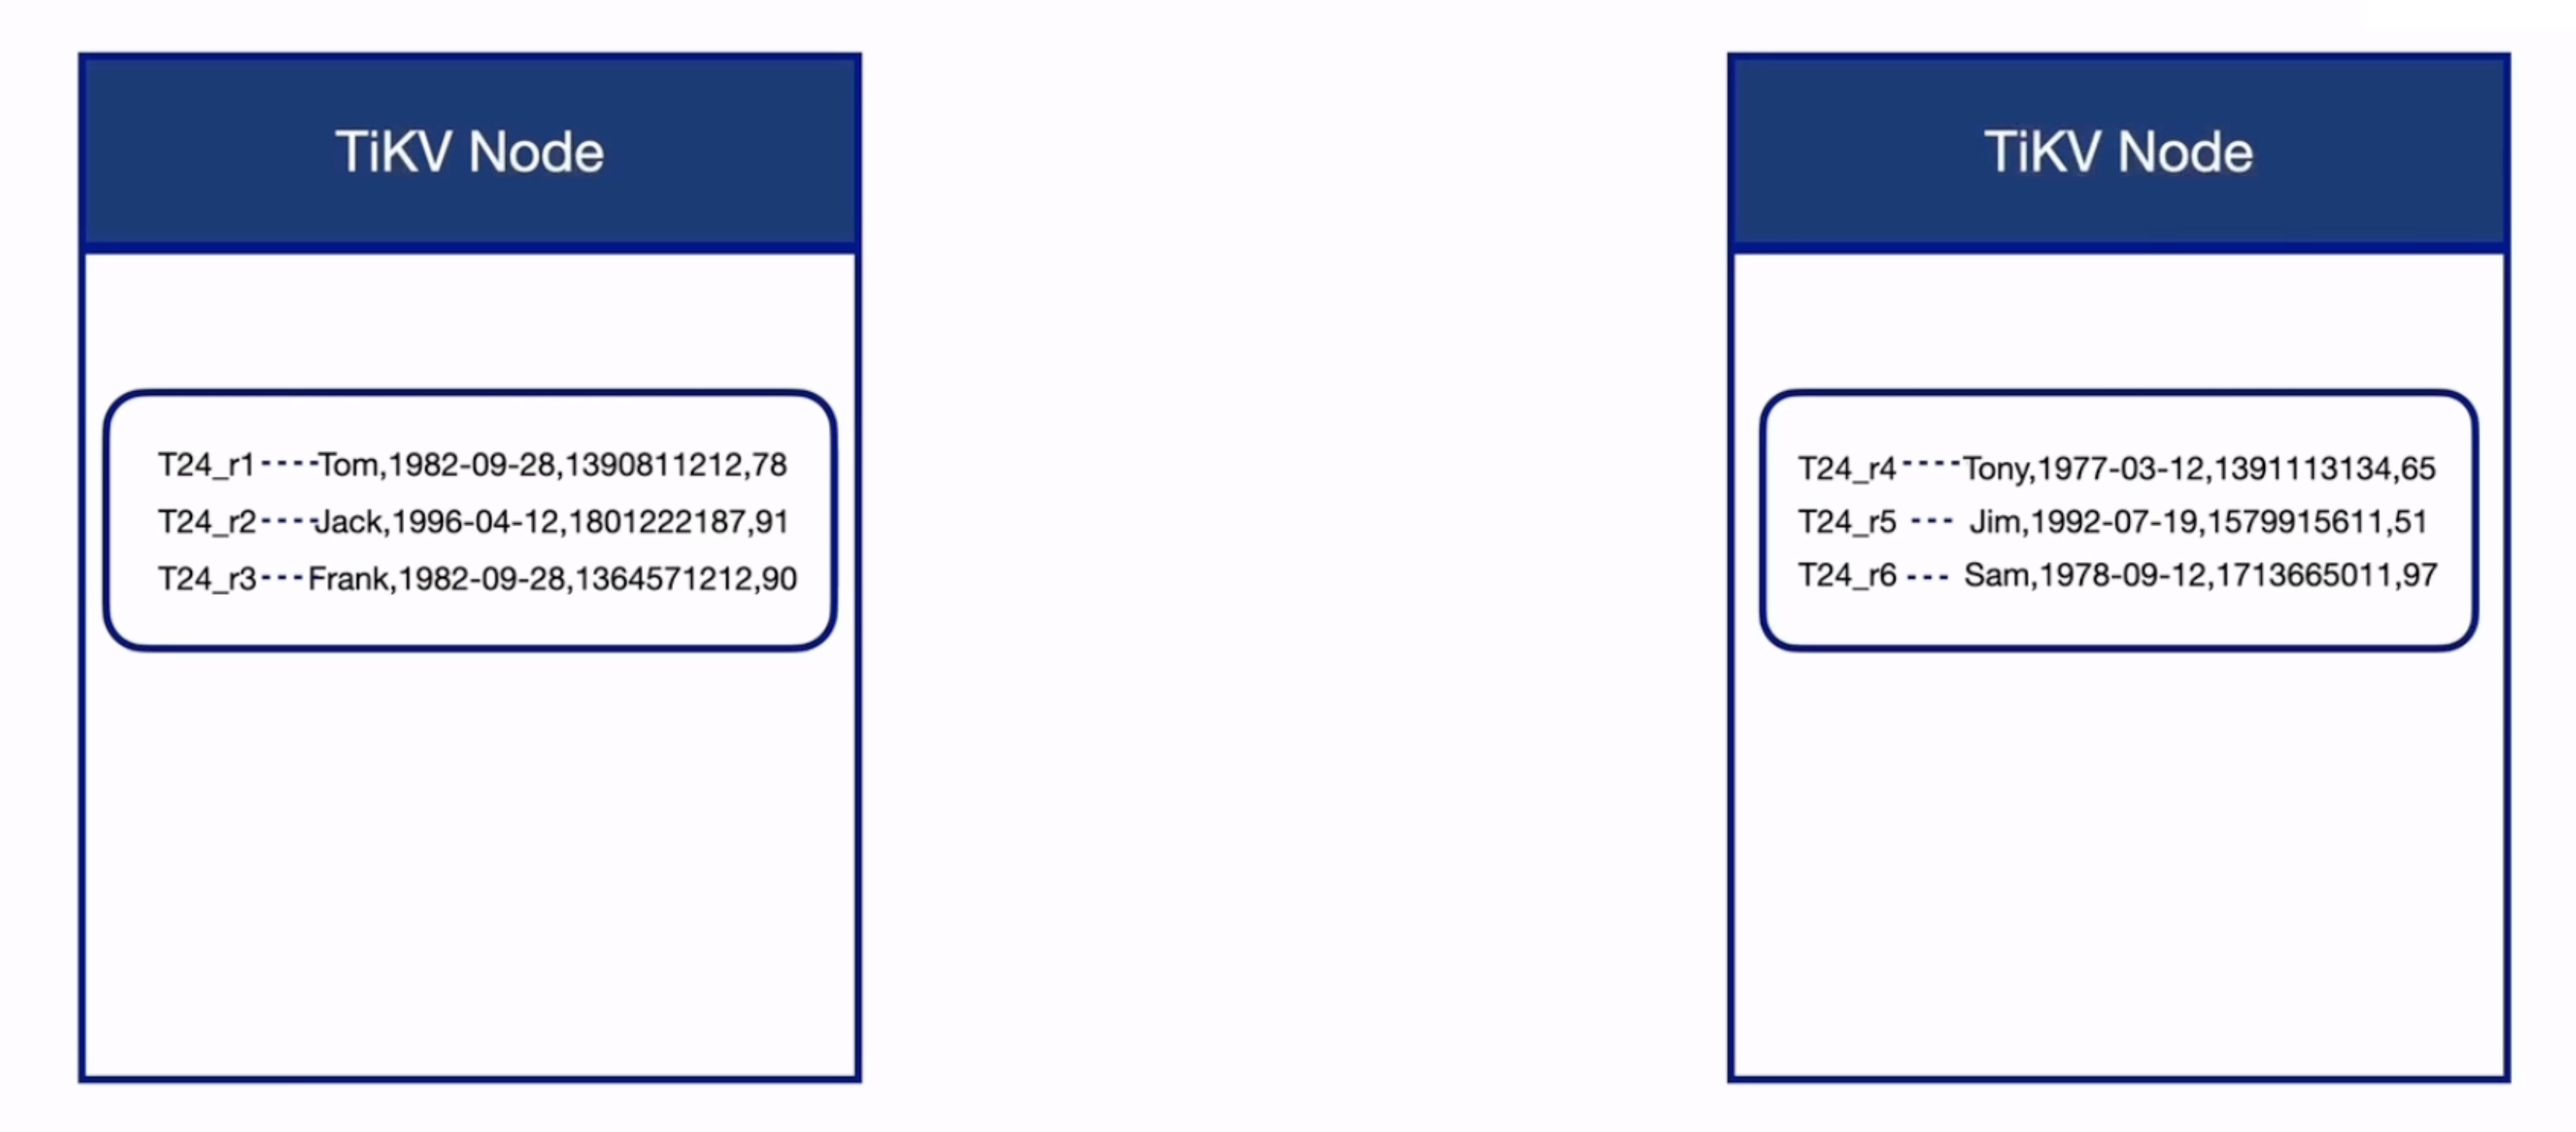 TiKV Node
T24_r1----Tom,1982-09-28,1390811212,78
T24_r2----Jack,1996-04-12,1801222187,91
T24_r3---Frank,1982-09-28,1364571212,90
TiKV Node
T24_r4----Tony,1977-03-12,1391113134,65
T24_r5 --- Jim,1992-07-19,1579915611,51
T24_r6 --- Sam,1978-09-12,1713665011,97